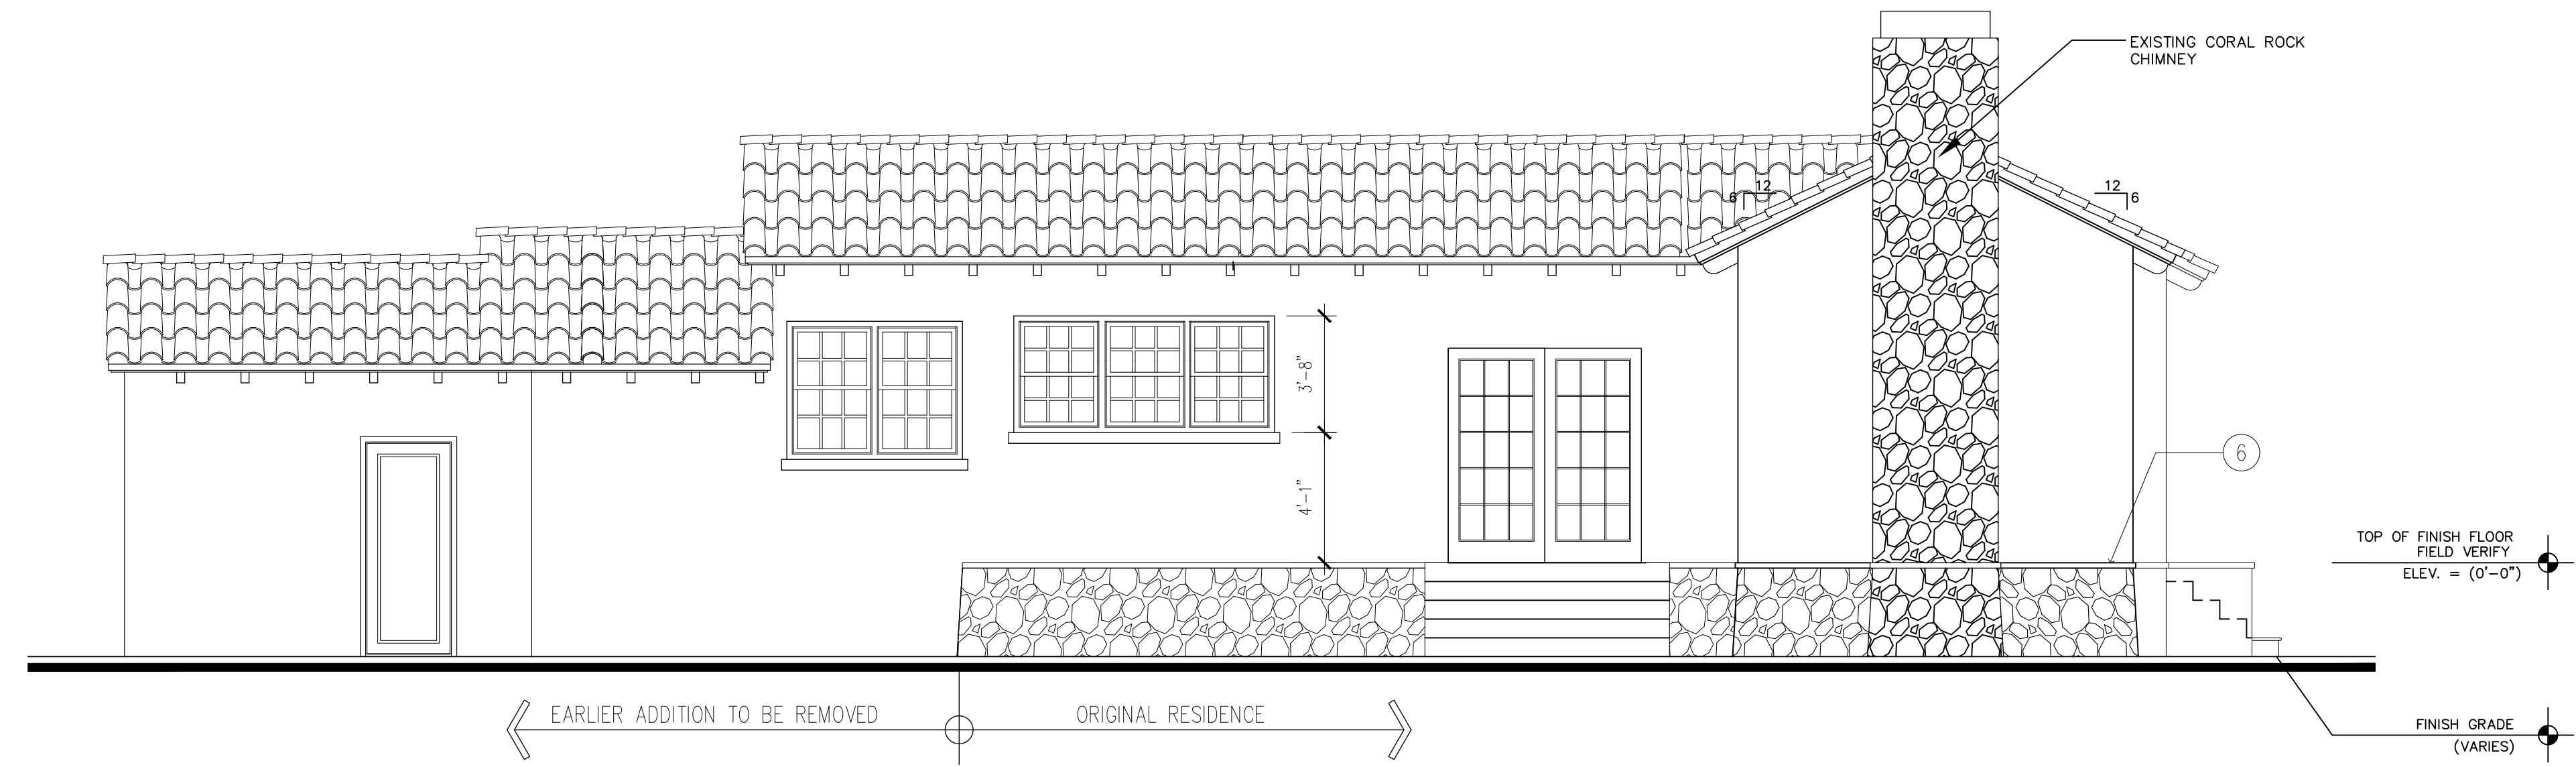 EXISTING CORAL ROCK
CHIMNEY
12
6
12
6
3'-8"
4'-1"
6
TOP OF FINISH FLOOR
FIELD VERIFY
ELEV. = (0'-0")
EARLIER ADDITION TO BE REMOVED
ORIGINAL RESIDENCE
FINISH GRADE
(VARIES)